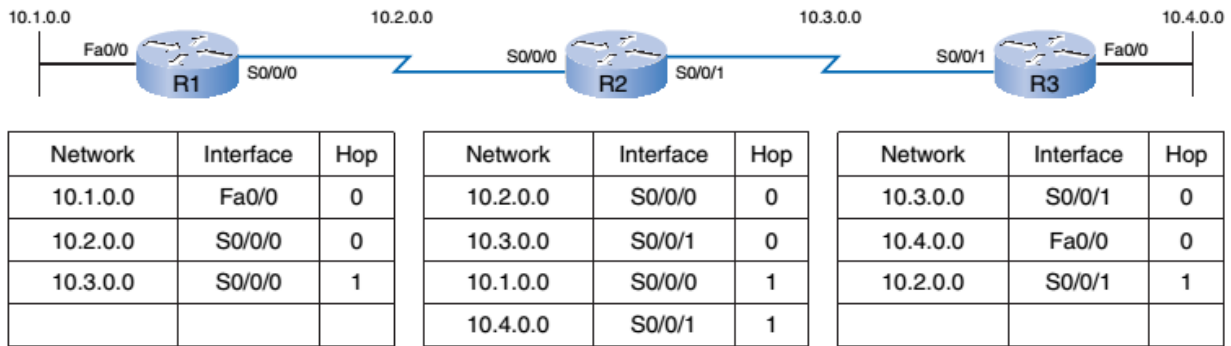 10.1.0.0 10.2.0.0 10.3.0.0 10.4.0.0
Fa0/0 S0/0/0 S0/0/1 Fa0/0
R1 S0/0/0 R2 S0/0/1 R3
Network Interface Hop
10.1.0.0 Fa0/0 0
10.2.0.0 S0/0/0 0
10.3.0.0 S0/0/0 1
Network Interface Hop
10.2.0.0 S0/0/0 0
10.3.0.0 S0/0/1 0
10.1.0.0 S0/0/0 1
10.4.0.0 S0/0/1 1
Network Interface Hop
10.3.0.0 S0/0/1 0
10.4.0.0 Fa0/0 0
10.2.0.0 S0/0/1 1